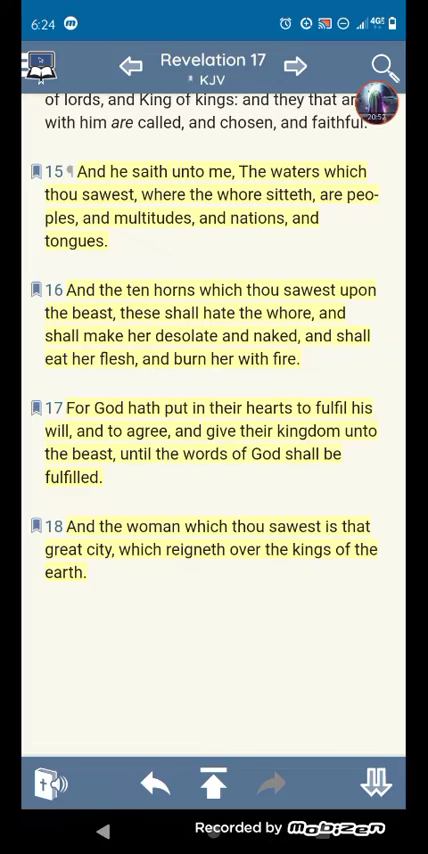 6:24
4GE
Revelation 17
KJV
of lords, and King of kings: and they that
with him are called, and chosen, and faithful.
20:52
15 ¶ And he saith unto me, The waters which
thou sawest, where the whore sitteth, are peo-
ples, and multitudes, and nations, and
tongues.
16 And the ten horns which thou sawest upon
the beast, these shall hate the whore, and
shall make her desolate and naked, and shall
eat her flesh, and burn her with fire.
17 For God hath put in their hearts to fulfil his
will, and to agree, and give their kingdom unto
the beast, until the words of God shall be
fulfilled.
18 And the woman which thou sawest is that
great city, which reigneth over the kings of the
earth.
Recorded by mobizen